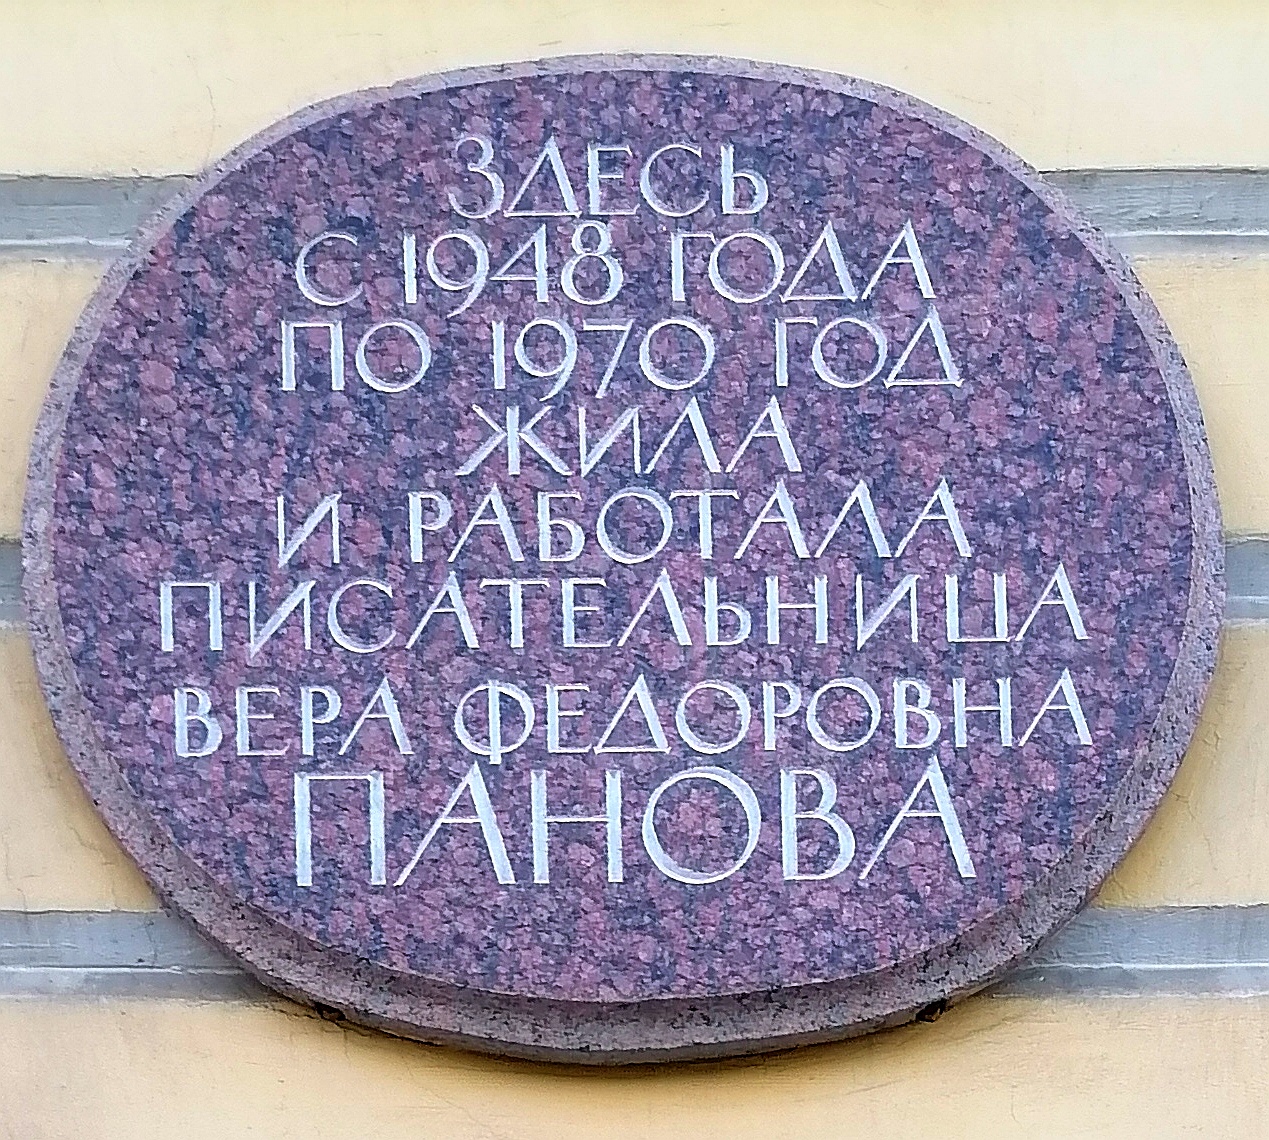 ЗДЕСЬ
С 1948 ГОДА
ПО 1970 ГОД
ЖИЛА
И РАБОТАЛА
ПИСАТЕЛЬНИЦА
ВЕРА ФЕДОРОВНА
ПАНОВА